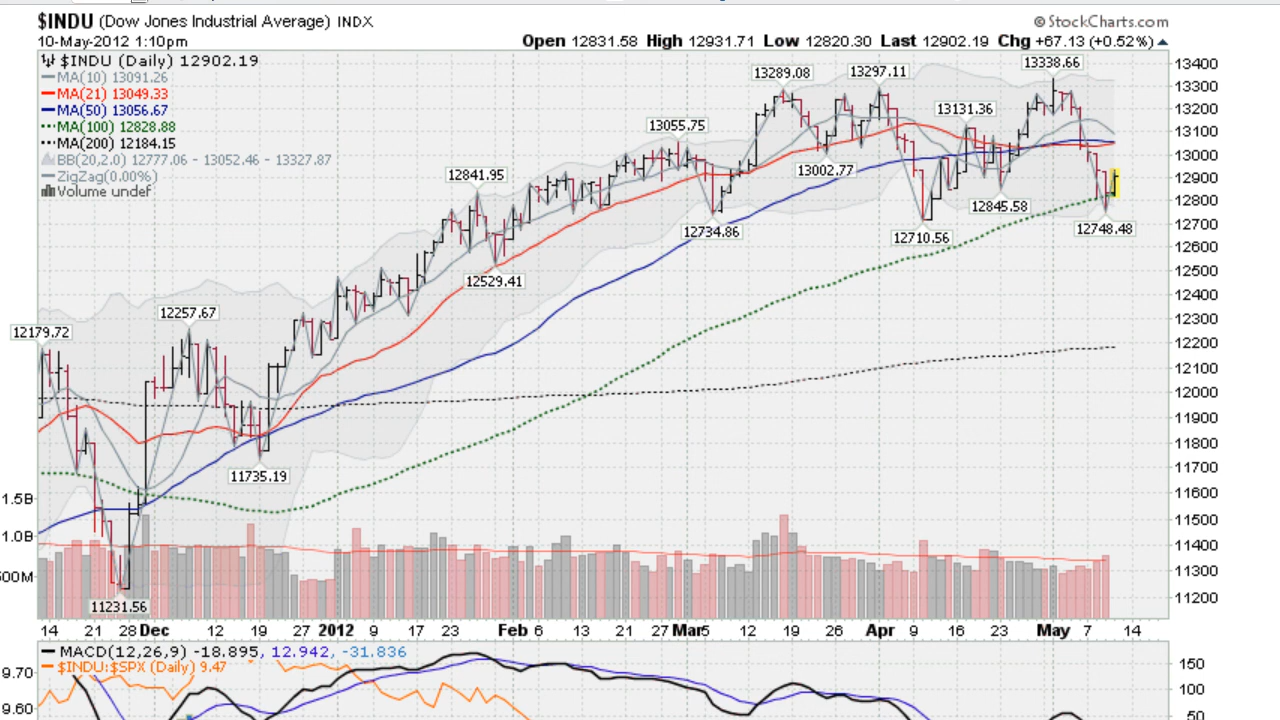 $INDU (Dow Jones Industrial Average) INDX
© StockCharts.com
10-May-2012 1:10pm
Open 12831.58 High 12931.71 Low 12820.30 Last 12902.19 Chg +67.13 (+0.52%)
$INDU (Daily) 12902.19
MA(10) 13091.26
MA(21) 13049.33
MA(50) 13056.67
MA(100) 12828.88
MA(200) 12184.15
BB(20,2.0) 12777.06 - 13052.46 - 13327.87
ZigZag(0.00%)
Volume undef
13338.66
13289.08
13297.11
13131.36
13055.75
13002.77
12841.95
12845.58
12734.86
12710.56
12748.48
12529.41
12257.67
12179.72
11735.19
11231.56
13400
13300
13200
13100
13000
12900
12800
12700
12600
12500
12400
12300
12200
12100
12000
11900
11800
11700
11600
11500
11400
11300
11200
1.5B
1.0B
500M
14 21 28 Dec 12 19 27 2012 9 17 23 Feb 6 13 21 27 Mar 5 12 19 26 Apr 9 16 23 May 7 14
MACD(12,26,9) -18.895, 12.942, -31.836
$INDU:$SPX (Daily) 9.47
9.70
9.60
150
100
50